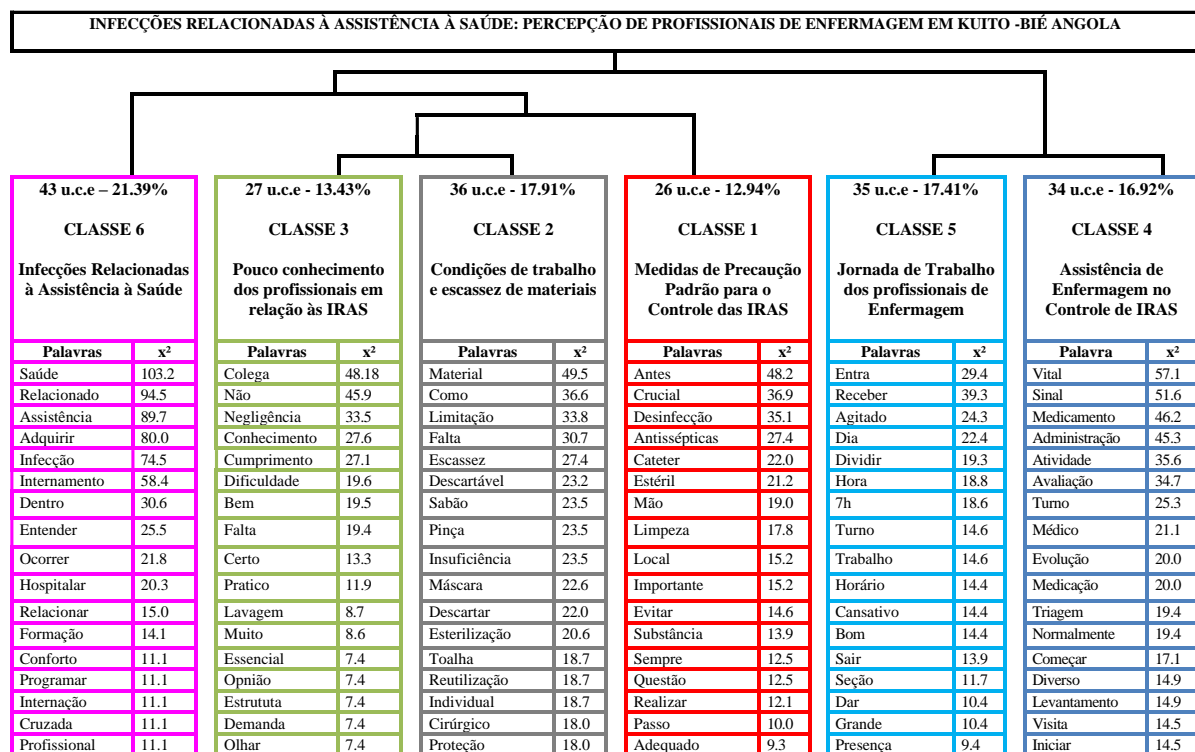 INFECÇÕES RELACIONADAS À ASSISTÊNCIA À SAÚDE: PERCEPÇÃO DE PROFISSIONAIS DE ENFERMAGEM EM KUITO -BIÉ ANGOLA
43 u.c.e – 21.39%
CLASSE 6
Infecções Relacionadas
à Assistência à Saúde
Palavras x²
Saúde 103.2
Relacionado 94.5
Assistência 89.7
Adquirir 80.0
Infecção 74.5
Internamento 58.4
Dentro 30.6
Entender 25.5
Ocorrer 21.8
Hospitalar 20.3
Relacionar 15.0
Formação 14.1
Conforto 11.1
Programar 11.1
Internação 11.1
Cruzada 11.1
Profissional 11.1
27 u.c.e - 13.43%
CLASSE 3
Pouco conhecimento
dos profissionais em
relação às IRAS
Palavras x²
Colega 48.18
Não 45.9
Negligência 33.5
Conhecimento 27.6
Cumprimento 27.1
Dificuldade 19.6
Bem 19.5
Falta 19.4
Certo 13.3
Pratico 11.9
Lavagem 8.7
Muito 8.6
Essencial 7.4
Opnião 7.4
Estrututa 7.4
Demanda 7.4
Olhar 7.4
36 u.c.e - 17.91%
CLASSE 2
Condições de trabalho
e escassez de materiais
Palavras x²
Material 49.5
Como 36.6
Limitação 33.8
Falta 30.7
Escassez 27.4
Descartável 23.2
Sabão 23.5
Pinça 23.5
Insuficiência 23.5
Máscara 22.6
Descartar 22.0
Esterilização 20.6
Toalha 18.7
Reutilização 18.7
Individual 18.7
Cirúrgico 18.0
Proteção 18.0
26 u.c.e - 12.94%
CLASSE 1
Medidas de Precaução
Padrão para o
Controle das IRAS
Palavras x²
Antes 48.2
Crucial 36.9
Desinfecção 35.1
Antissépticas 27.4
Cateter 22.0
Estéril 21.2
Mão 19.0
Limpeza 17.8
Local 15.2
Importante 15.2
Evitar 14.6
Substância 13.9
Sempre 12.5
Questão 12.5
Realizar 12.1
Passo 10.0
Adequado 9.3
35 u.c.e - 17.41%
CLASSE 5
Jornada de Trabalho
dos profissionais de
Enfermagem
Palavras x²
Entra 29.4
Receber 39.3
Agitado 24.3
Dia 22.4
Dividir 19.3
Hora 18.8
7h 18.6
Turno 14.6
Trabalho 14.6
Horário 14.4
Cansativo 14.4
Bom 14.4
Sair 13.9
Seção 11.7
Dar 10.4
Grande 10.4
Presença 9.4
34 u.c.e - 16.92%
CLASSE 4
Assistência de
Enfermagem no
Controle de IRAS
Palavra x²
Vital 57.1
Sinal 51.6
Medicamento 46.2
Administração 45.3
Atividade 35.6
Avaliação 34.7
Turno 25.3
Médico 21.1
Evolução 20.0
Medicação 20.0
Triagem 19.4
Normalmente 19.4
Começar 17.1
Diverso 14.9
Levantamento 14.9
Visita 14.5
Iniciar 14.5